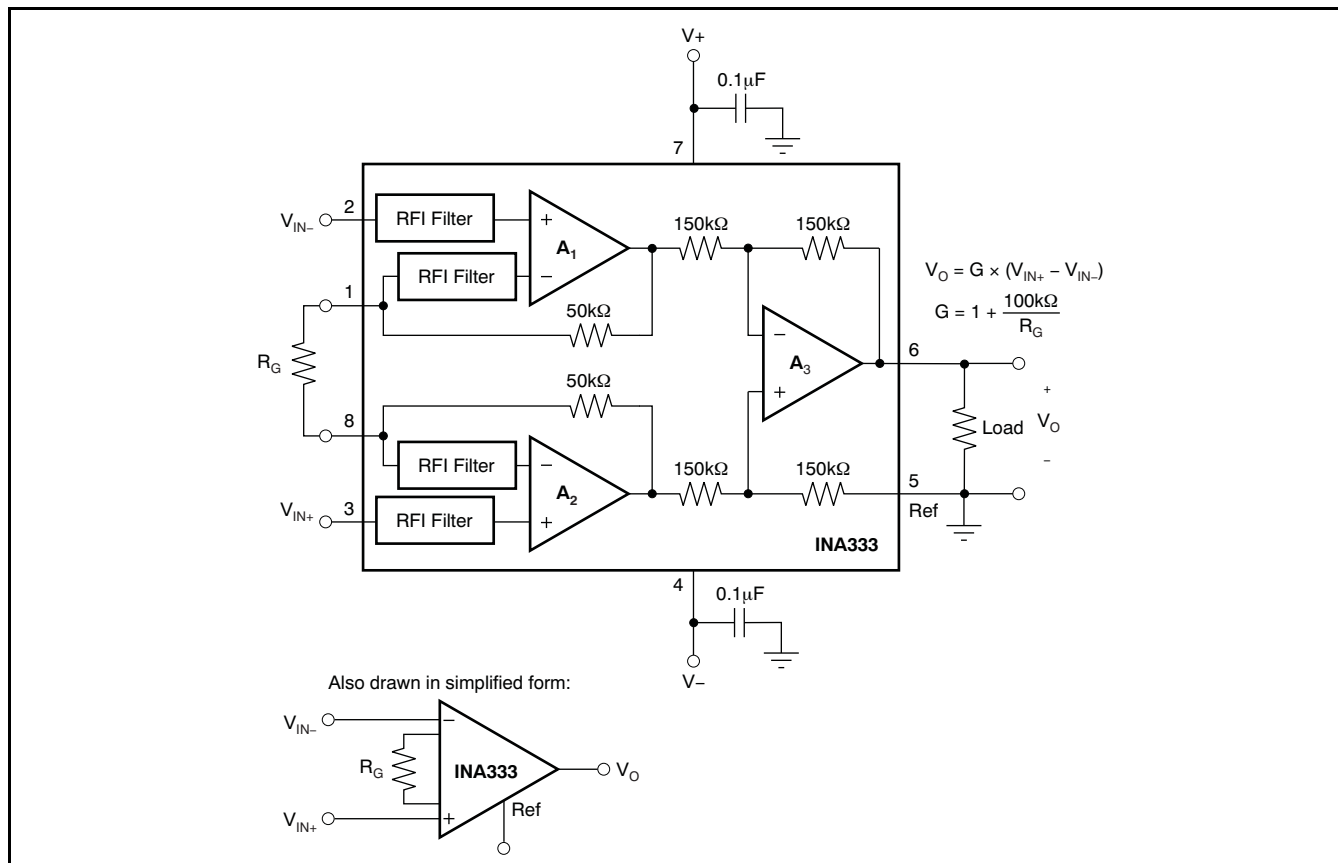 V+
0.1µF
7
2
V_IN−
RFI Filter
+
A₁
150kΩ
150kΩ
RFI Filter
−
V_O = G × (V_IN+ − V_IN−)
1
50kΩ
G = 1 + 100kΩ / R_G
−
6
R_G
A₃
+
50kΩ
+
8
Load
V_O
RFI Filter
−
150kΩ
150kΩ
−
A₂
5
3
V_IN+
RFI Filter
+
Ref
INA333
4
0.1µF
V−
Also drawn in simplified form:
V_IN−
−
R_G
INA333
V_O
Ref
V_IN+
+